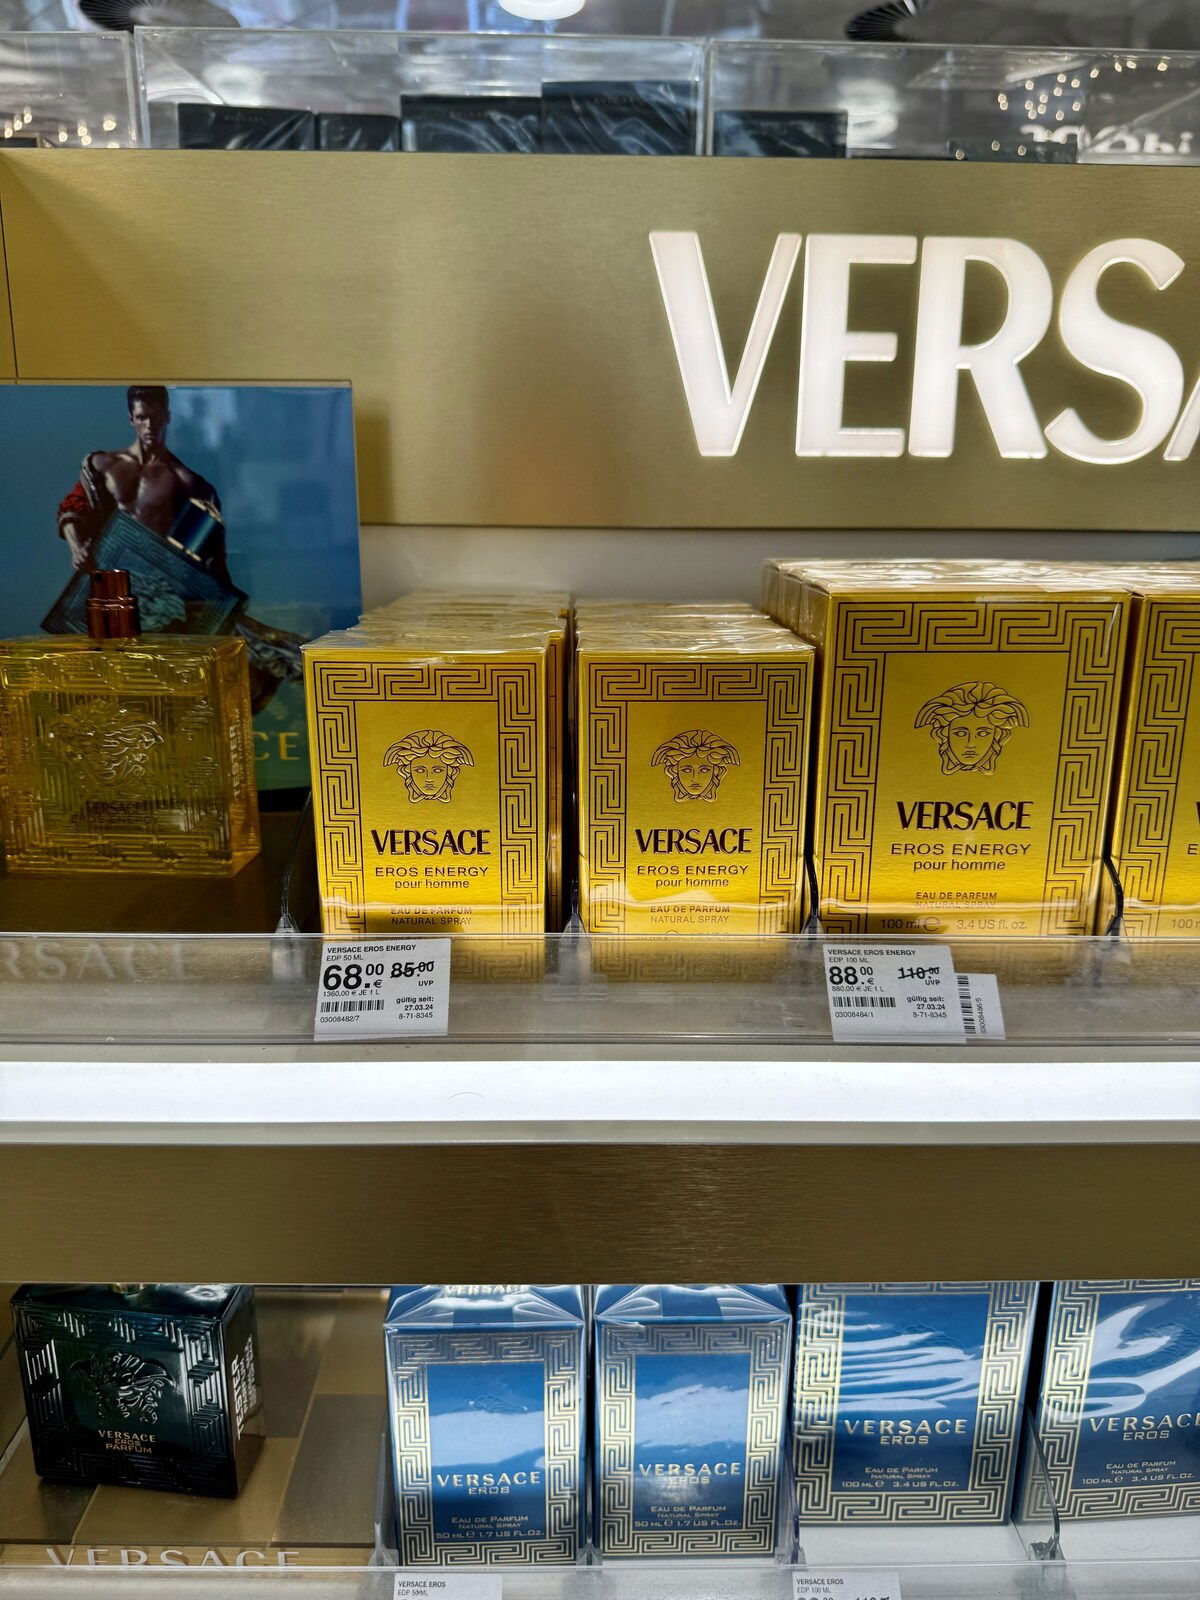 BVLGARI
VERSA
CE
TESTER
VERSACE
EROS ENERGY
VERSACE
EROS ENERGY
pour homme
EAU DE PARFUM
NATURAL SPRAY
VERSACE
EROS ENERGY
pour homme
EAU DE PARFUM
NATURAL SPRAY
VERSACE
EROS ENERGY
pour homme
EAU DE PARFUM
NATURAL SPRAY
100 ml e 3.4 US fl. oz.
V
E
100 m
RSA
VERSACE EROS ENERGY
EDP 50 ML
68.00 € 85.00
UVP
1360,00 € JE 1 L
gültig seit:
27.03.24
03008482/7 8-71-8345
VERSACE EROS ENERGY
EDP 100 ML
88.00 € 110.00
UVP
880,00 € JE 1 L
gültig seit:
27.03.24
03008484/1 8-71-8345
03008486/5
VERSACE
EROS
PARFUM
VERSACE
EROS
EAU DE PARFUM
NATURAL SPRAY
50 ML e 1.7 US FL.OZ.
VERSACE
EROS
EAU DE PARFUM
NATURAL SPRAY
50 ML e 1.7 US FL.OZ.
VERSACE
EROS
EAU DE PARFUM
NATURAL SPRAY
100 ML e 3.4 US FL.OZ.
VERSACE
EROS
EAU DE PARFUM
NATURAL SPRAY
100 ML e 3.4 US FL.OZ.
VERSACE
VERSACE EROS
EDP 50 ML
VERSACE EROS
EDP 100 ML